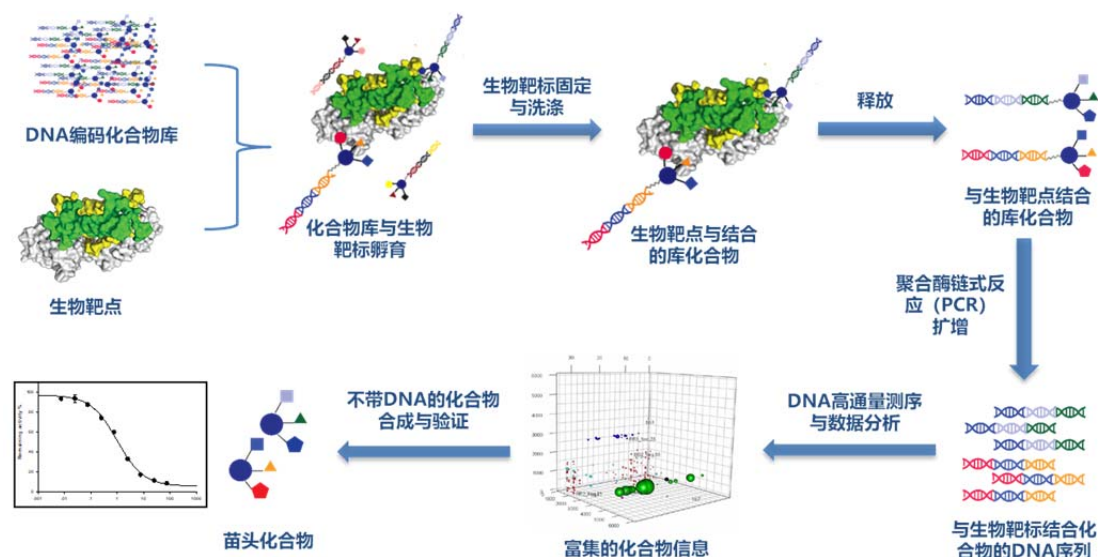 DNA编码化合物库
生物靶点
化合物库与生物
靶标孵育
生物靶标固定
与洗涤
生物靶点与结合
的库化合物
释放
与生物靶点结合
的库化合物
聚合酶链式反
应（PCR）
扩增
与生物靶标结合化
合物的DNA序列
DNA高通量测序
与数据分析
富集的化合物信息
不带DNA的化合物
合成与验证
苗头化合物
Remaining activity %